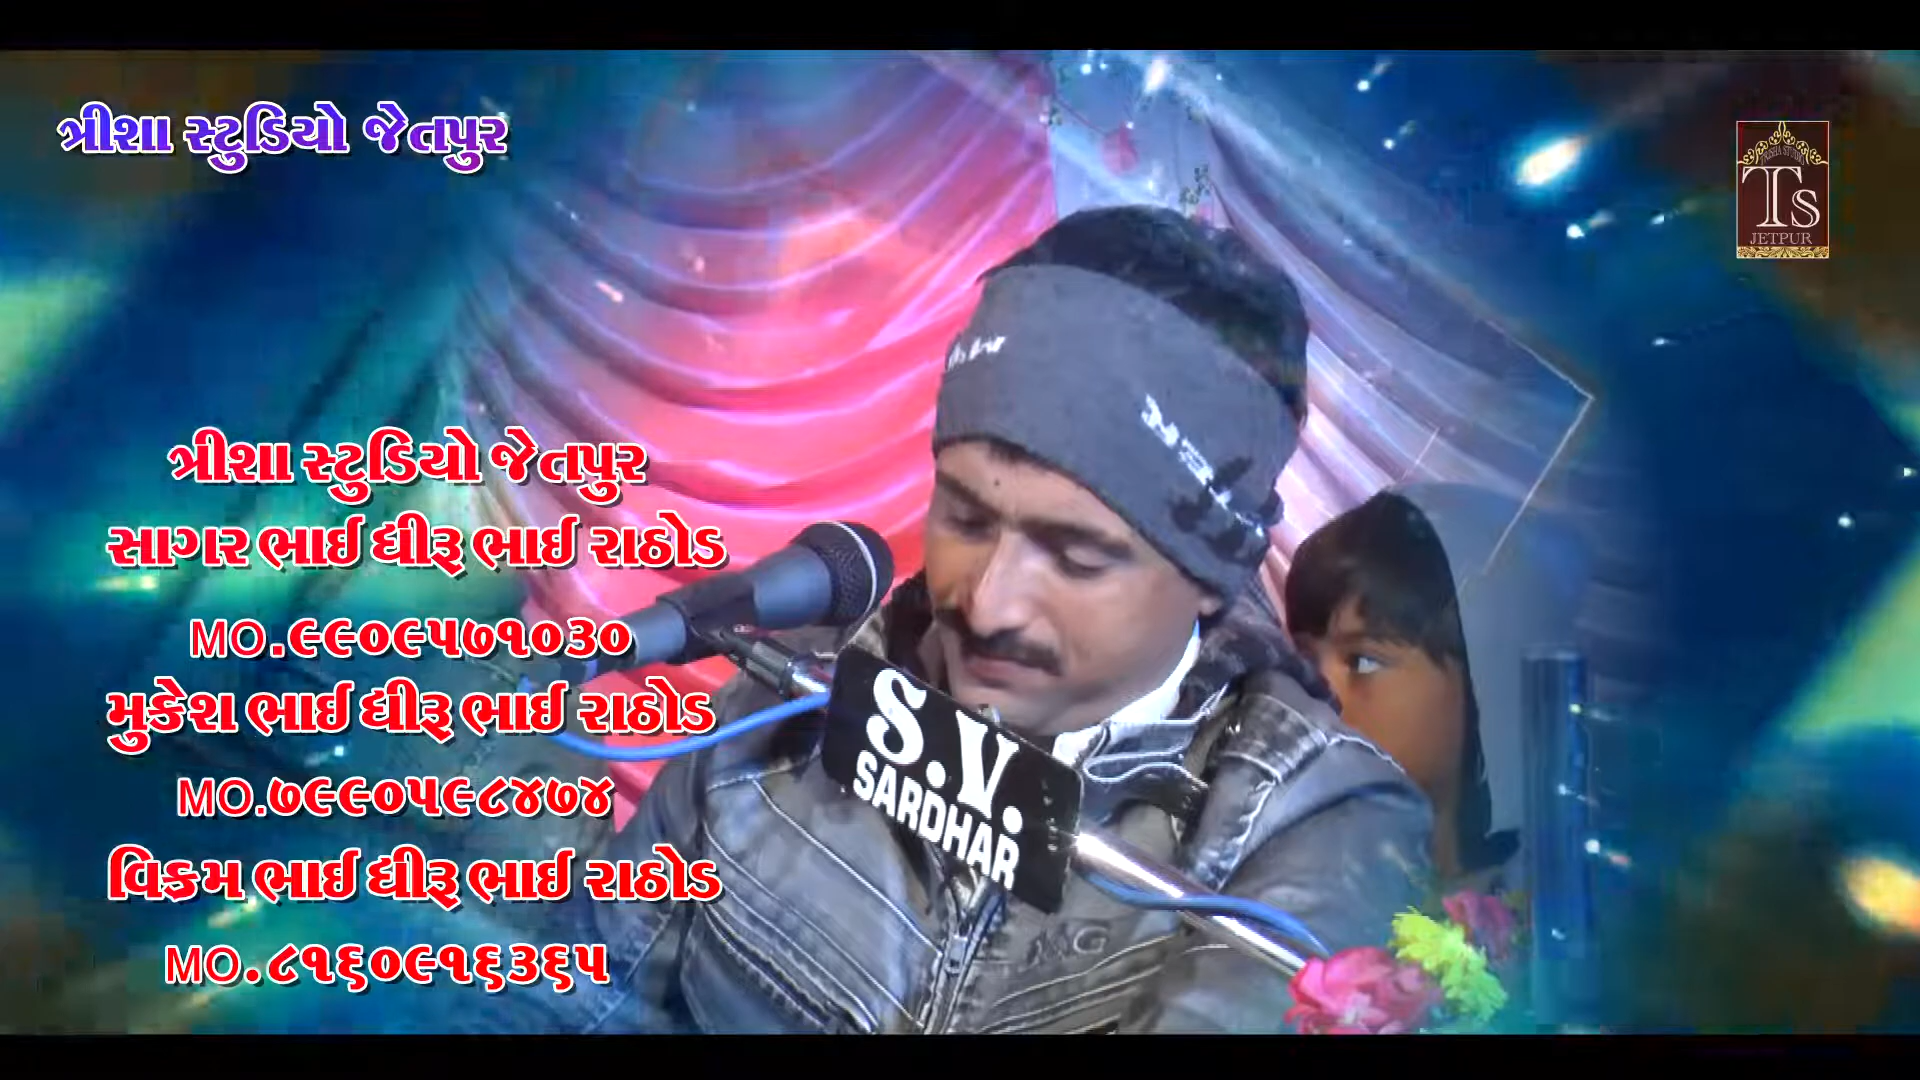 ત્રીશા સ્ટુડિયો જેતપુર
TS
JETPUR
ત્રીશા સ્ટુડિયો જેતપુર
સાગર ભાઈ ધીરૂ ભાઈ રાઠોડ
MO.૯૯૦૯૫૭૧૦૩૦
મુકેશ ભાઈ ધીરૂ ભાઈ રાઠોડ
MO.૭૯૯૦૫૯૮૪૭૪
વિક્રમ ભાઈ ધીરૂ ભાઈ રાઠોડ
MO.૮૧૬૦૯૧૬૩૬૫
S.V.
SARDHAR